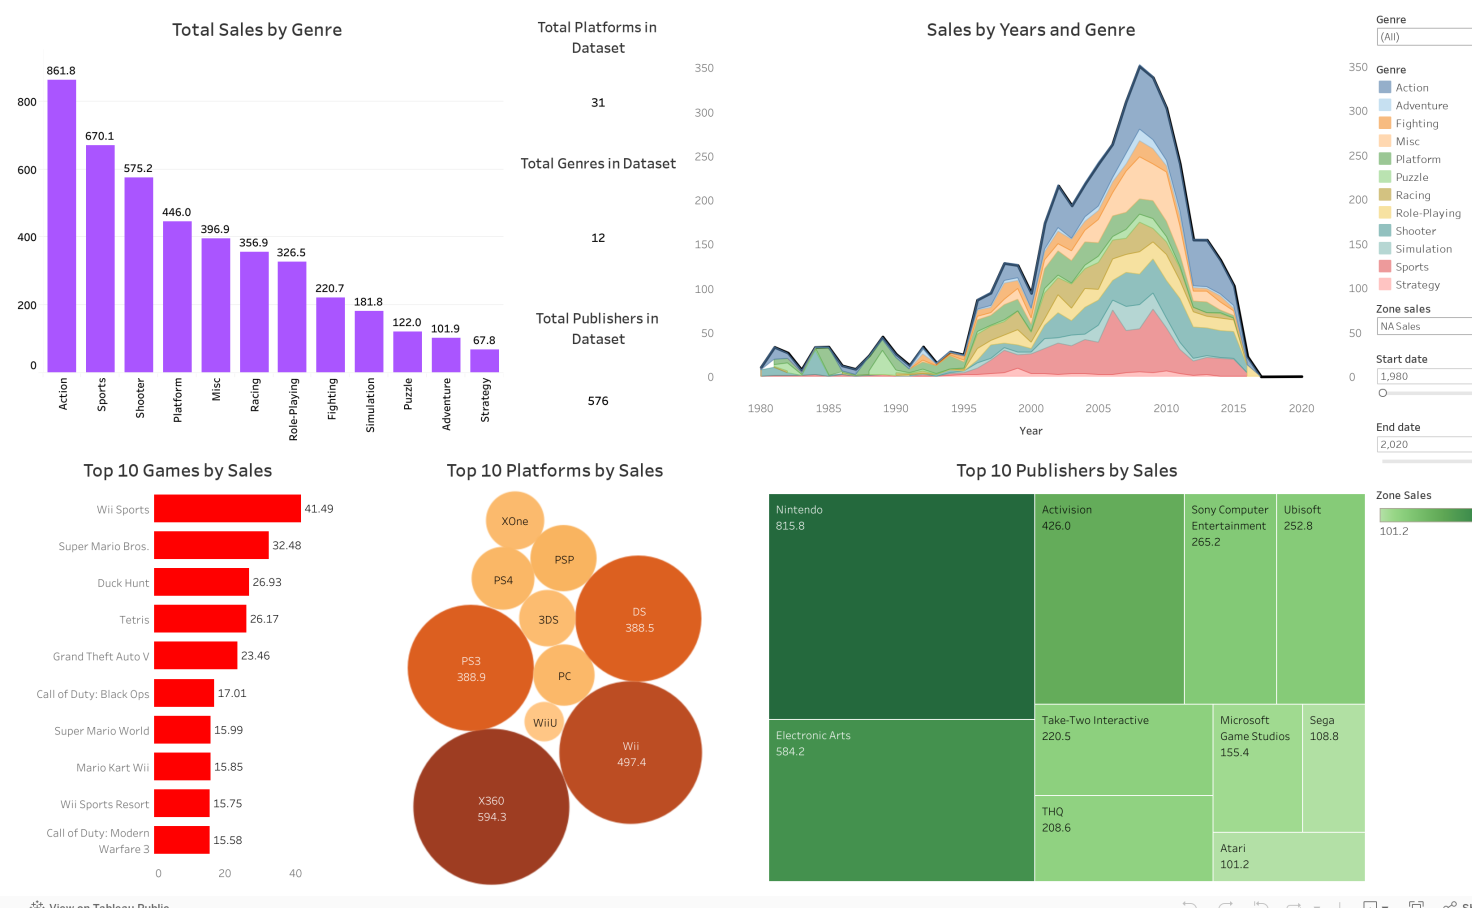 Total Sales by Genre
861.8
800
670.1
600
575.2
446.0
400
396.9
356.9
326.5
200
220.7
181.8
122.0
101.9
67.8
0
Action
Sports
Shooter
Platform
Misc
Racing
Role-Playing
Fighting
Simulation
Puzzle
Adventure
Strategy
Total Platforms in
Dataset
31
Total Genres in Dataset
12
Total Publishers in
Dataset
576
Sales by Years and Genre
350
300
250
200
150
100
50
0
350
300
250
200
150
100
50
0
1980
1985
1990
1995
2000
2005
2010
2015
2020
Year
Genre
(All)
Genre
Action
Adventure
Fighting
Misc
Platform
Puzzle
Racing
Role-Playing
Shooter
Simulation
Sports
Strategy
Zone sales
NA Sales
Start date
1,980
End date
2,020
Zone Sales
101.2
Top 10 Games by Sales
Wii Sports 41.49
Super Mario Bros. 32.48
Duck Hunt 26.93
Tetris 26.17
Grand Theft Auto V 23.46
Call of Duty: Black Ops 17.01
Super Mario World 15.99
Mario Kart Wii 15.85
Wii Sports Resort 15.75
Call of Duty: Modern
Warfare 3 15.58
0 20 40
Top 10 Platforms by Sales
XOne
PSP
PS4
DS
388.5
3DS
PS3
388.9
PC
WiiU
Wii
497.4
X360
594.3
Top 10 Publishers by Sales
Nintendo
815.8
Electronic Arts
584.2
Activision
426.0
Sony Computer
Entertainment
265.2
Ubisoft
252.8
Take-Two Interactive
220.5
THQ
208.6
Microsoft
Game Studios
155.4
Sega
108.8
Atari
101.2
View on Tableau Public